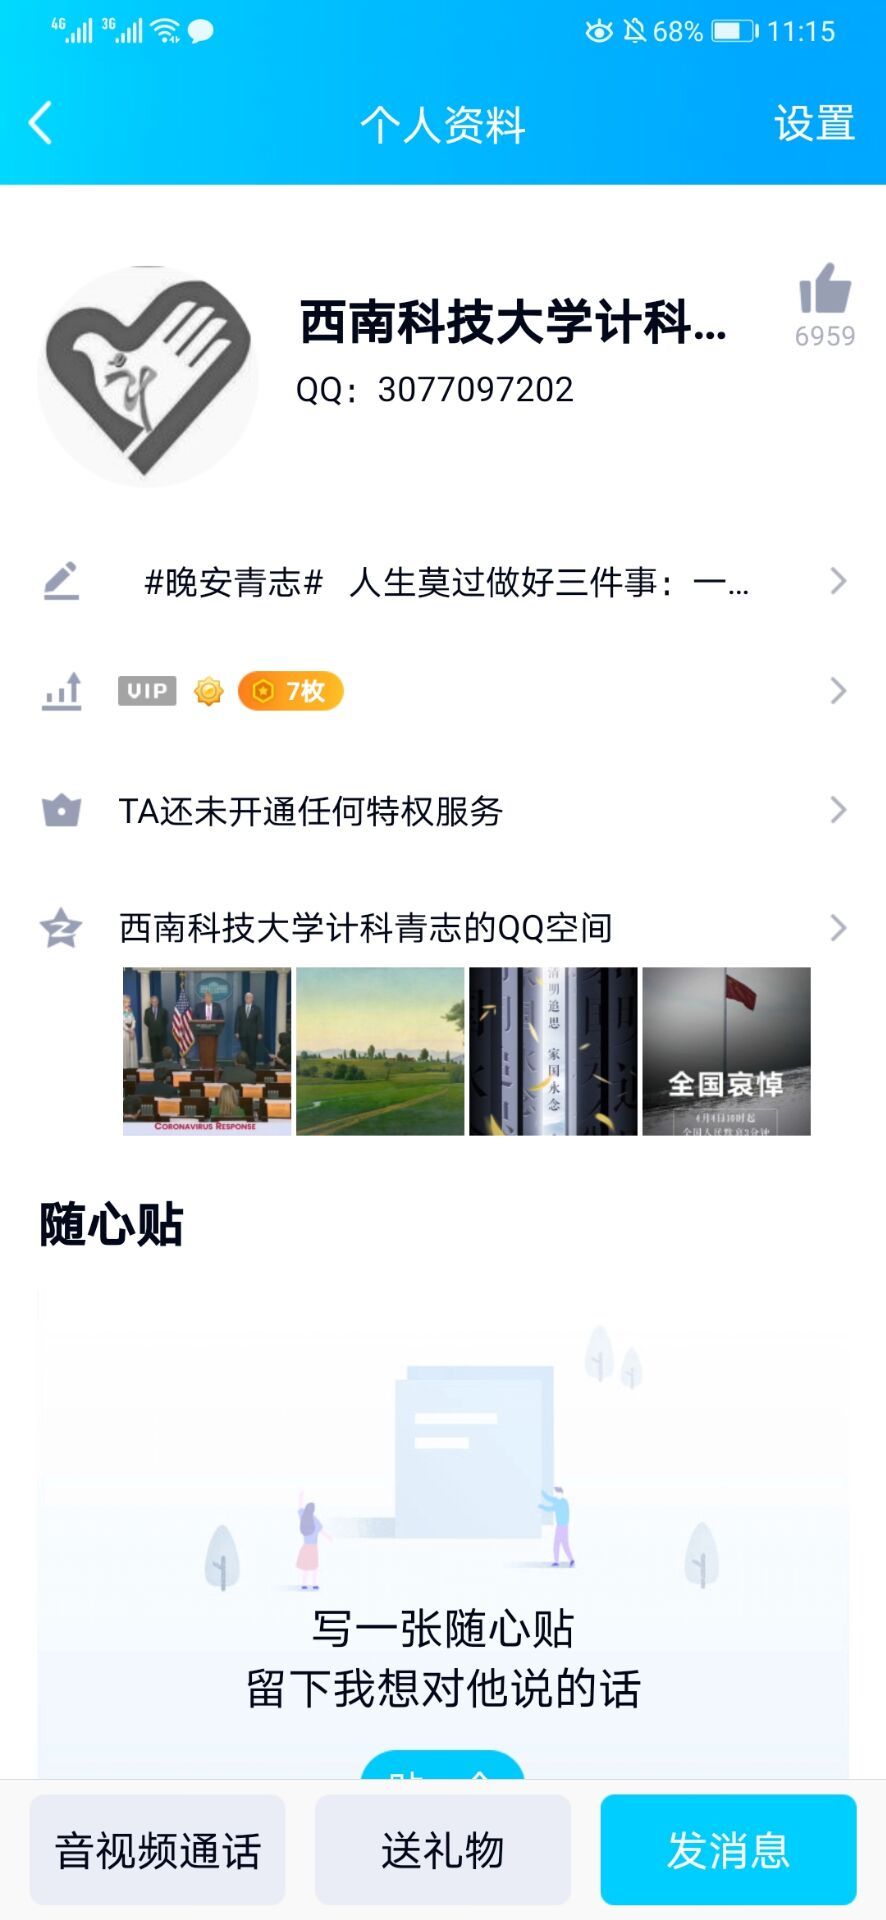 4G 3G 68% 11:15
个人资料 设置
西南科技大学计科...
6959
QQ：3077097202
#晚安青志# 人生莫过做好三件事：一...
VIP 7枚
TA还未开通任何特权服务
西南科技大学计科青志的QQ空间
CORONAVIRUS RESPONSE
清明追思 家国永念
全国哀悼
4月4日10时起
全国人民默哀3分钟
随心贴
写一张随心贴
留下我想对他说的话
音视频通话 送礼物 发消息